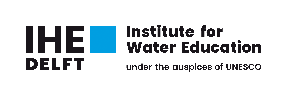 IHE
DELFT
Institute for
Water Education
under the auspices of UNESCO